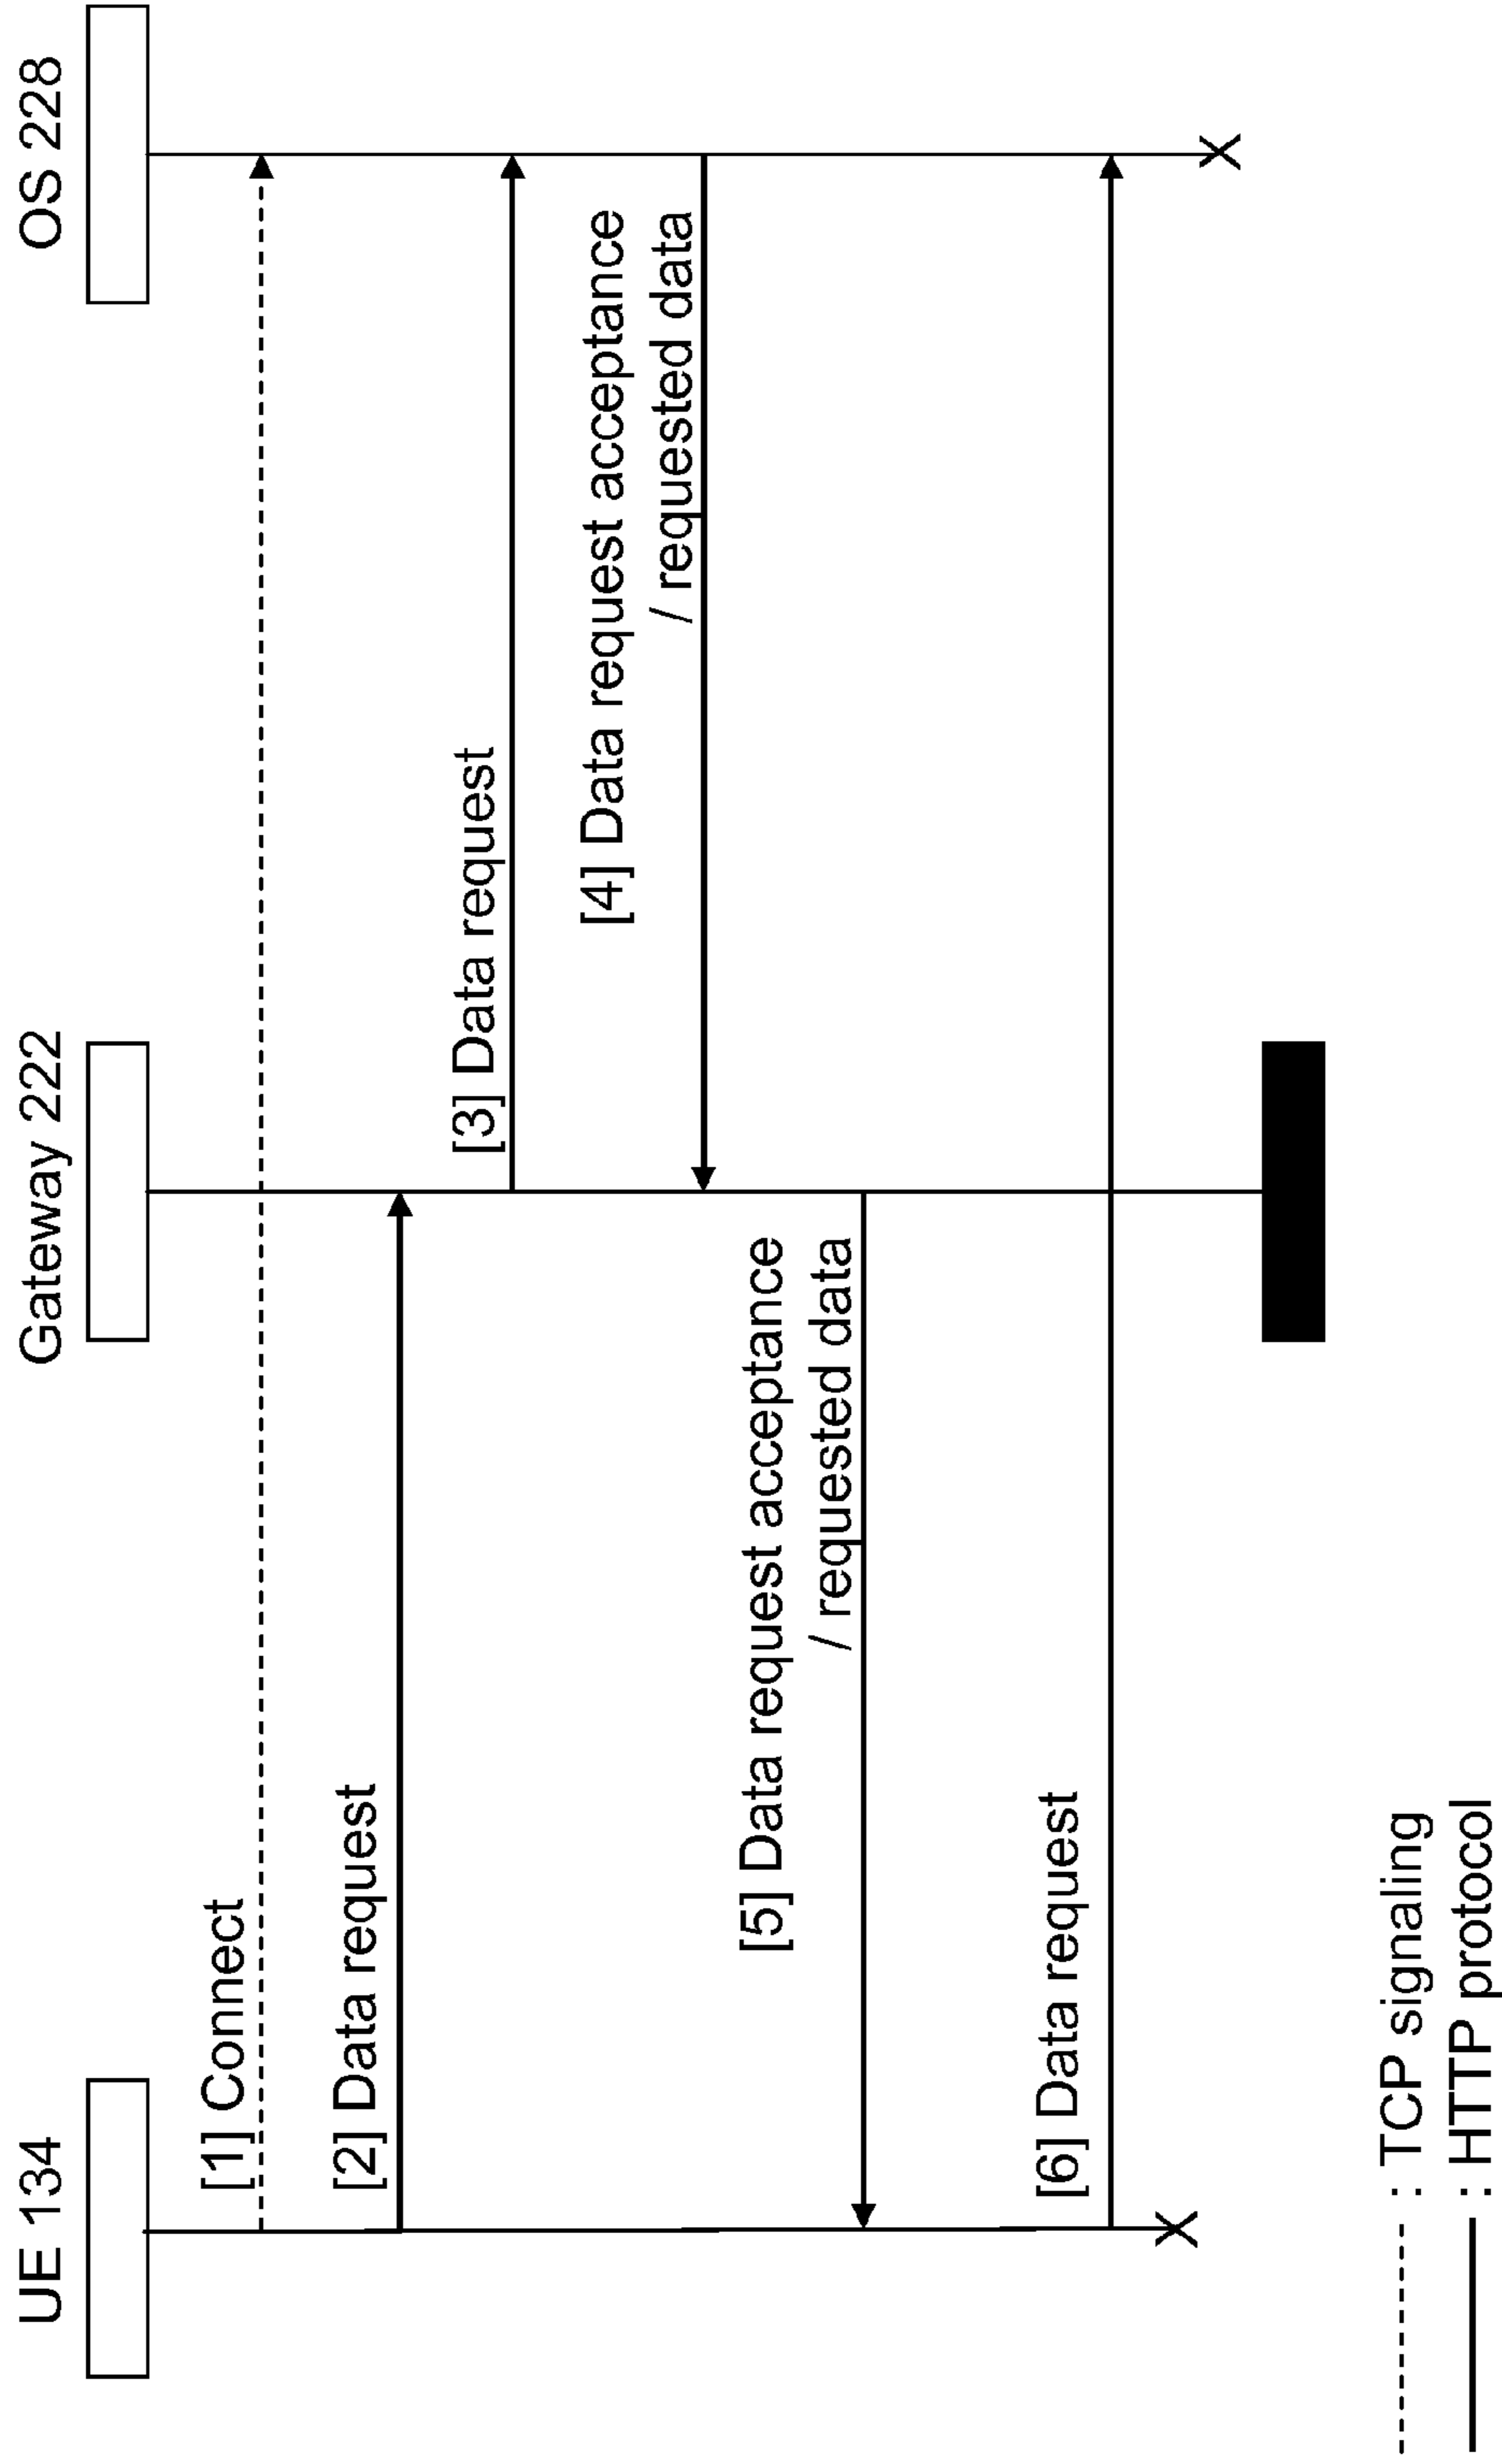 UE 134
Gateway 222
OS 228
[1] Connect
[2] Data request
[3] Data request
[4] Data request acceptance
/ requested data
[5] Data request acceptance
/ requested data
[6] Data request
X
X
: TCP signaling
: HTTP protocol